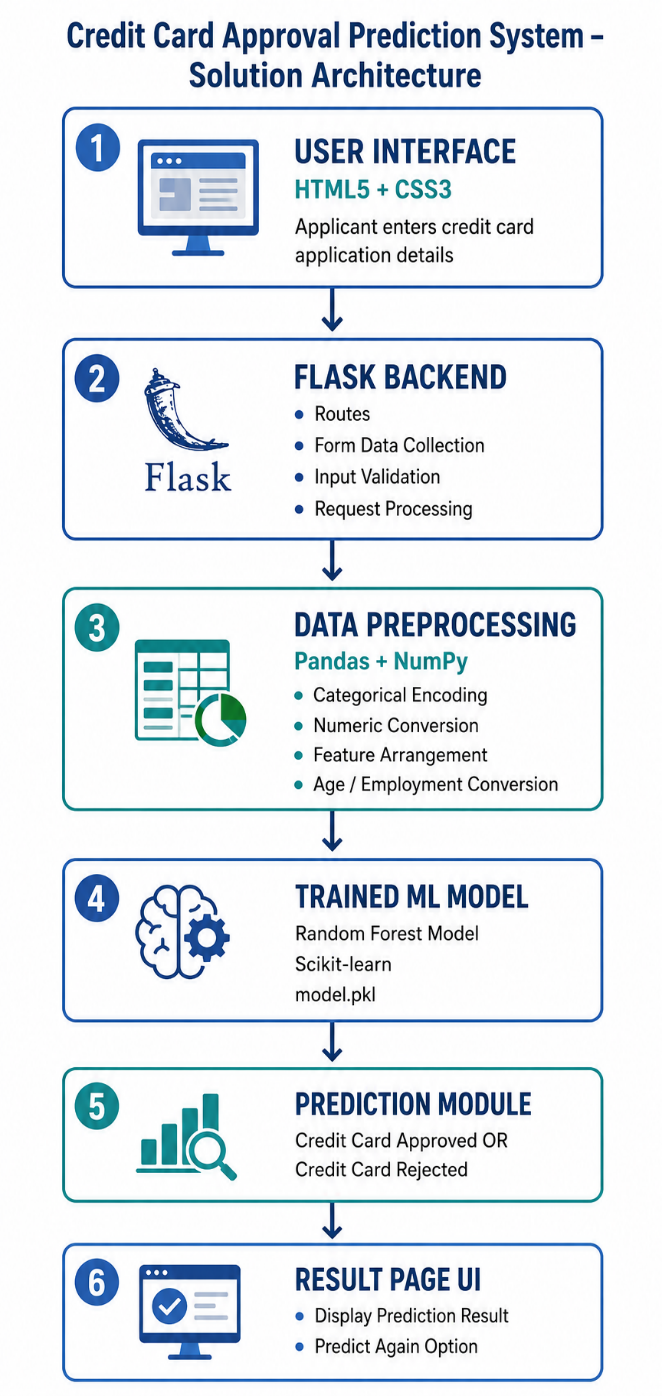 Credit Card Approval Prediction System –
Solution Architecture
1
USER INTERFACE
HTML5 + CSS3
Applicant enters credit card
application details
2
Flask
FLASK BACKEND
• Routes
• Form Data Collection
• Input Validation
• Request Processing
3
DATA PREPROCESSING
Pandas + NumPy
• Categorical Encoding
• Numeric Conversion
• Feature Arrangement
• Age / Employment Conversion
4
TRAINED ML MODEL
Random Forest Model
Scikit-learn
model.pkl
5
PREDICTION MODULE
Credit Card Approved OR
Credit Card Rejected
6
RESULT PAGE UI
• Display Prediction Result
• Predict Again Option